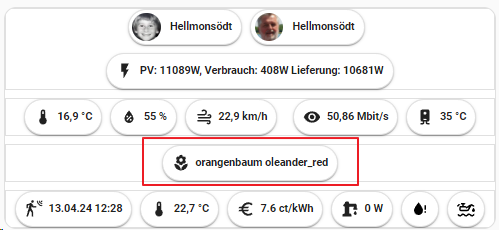 Hellmonsödt Hellmonsödt
PV: 11089W, Verbrauch: 408W Lieferung: 10681W
16,9 °C 55 % 22,9 km/h 50,86 Mbit/s 35 °C
orangenbaum oleander_red
13.04.24 12:28 22,7 °C 7.6 ct/kWh 0 W